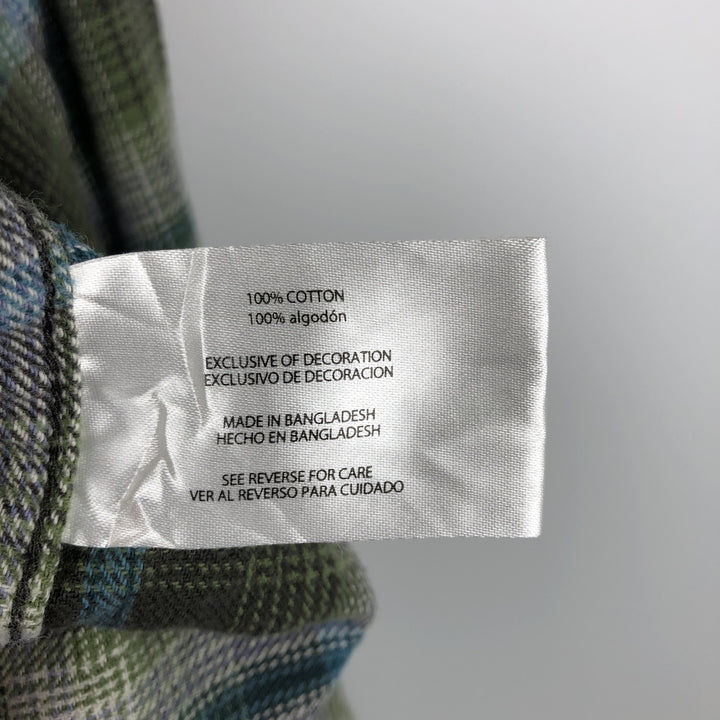 100% COTTON
100% algodón
EXCLUSIVE OF DECORATION
EXCLUSIVO DE DECORACION
MADE IN BANGLADESH
HECHO EN BANGLADESH
SEE REVERSE FOR CARE
VER AL REVERSO PARA CUIDADO